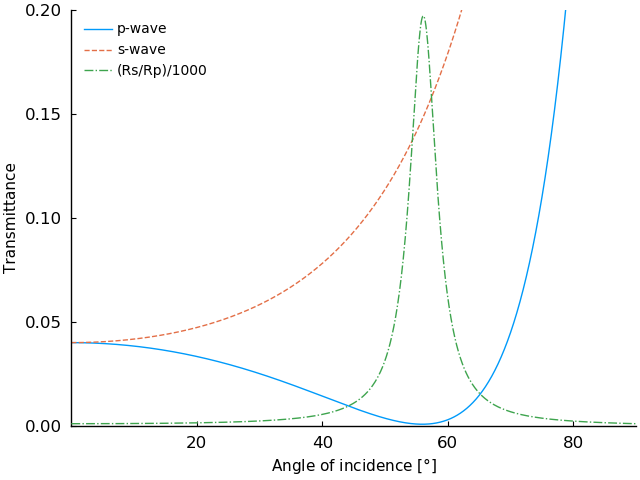 0.20
p-wave
s-wave
(Rs/Rp)/1000
0.15
0.10
0.05
0.00
Transmittance
20
40
60
80
Angle of incidence [°]